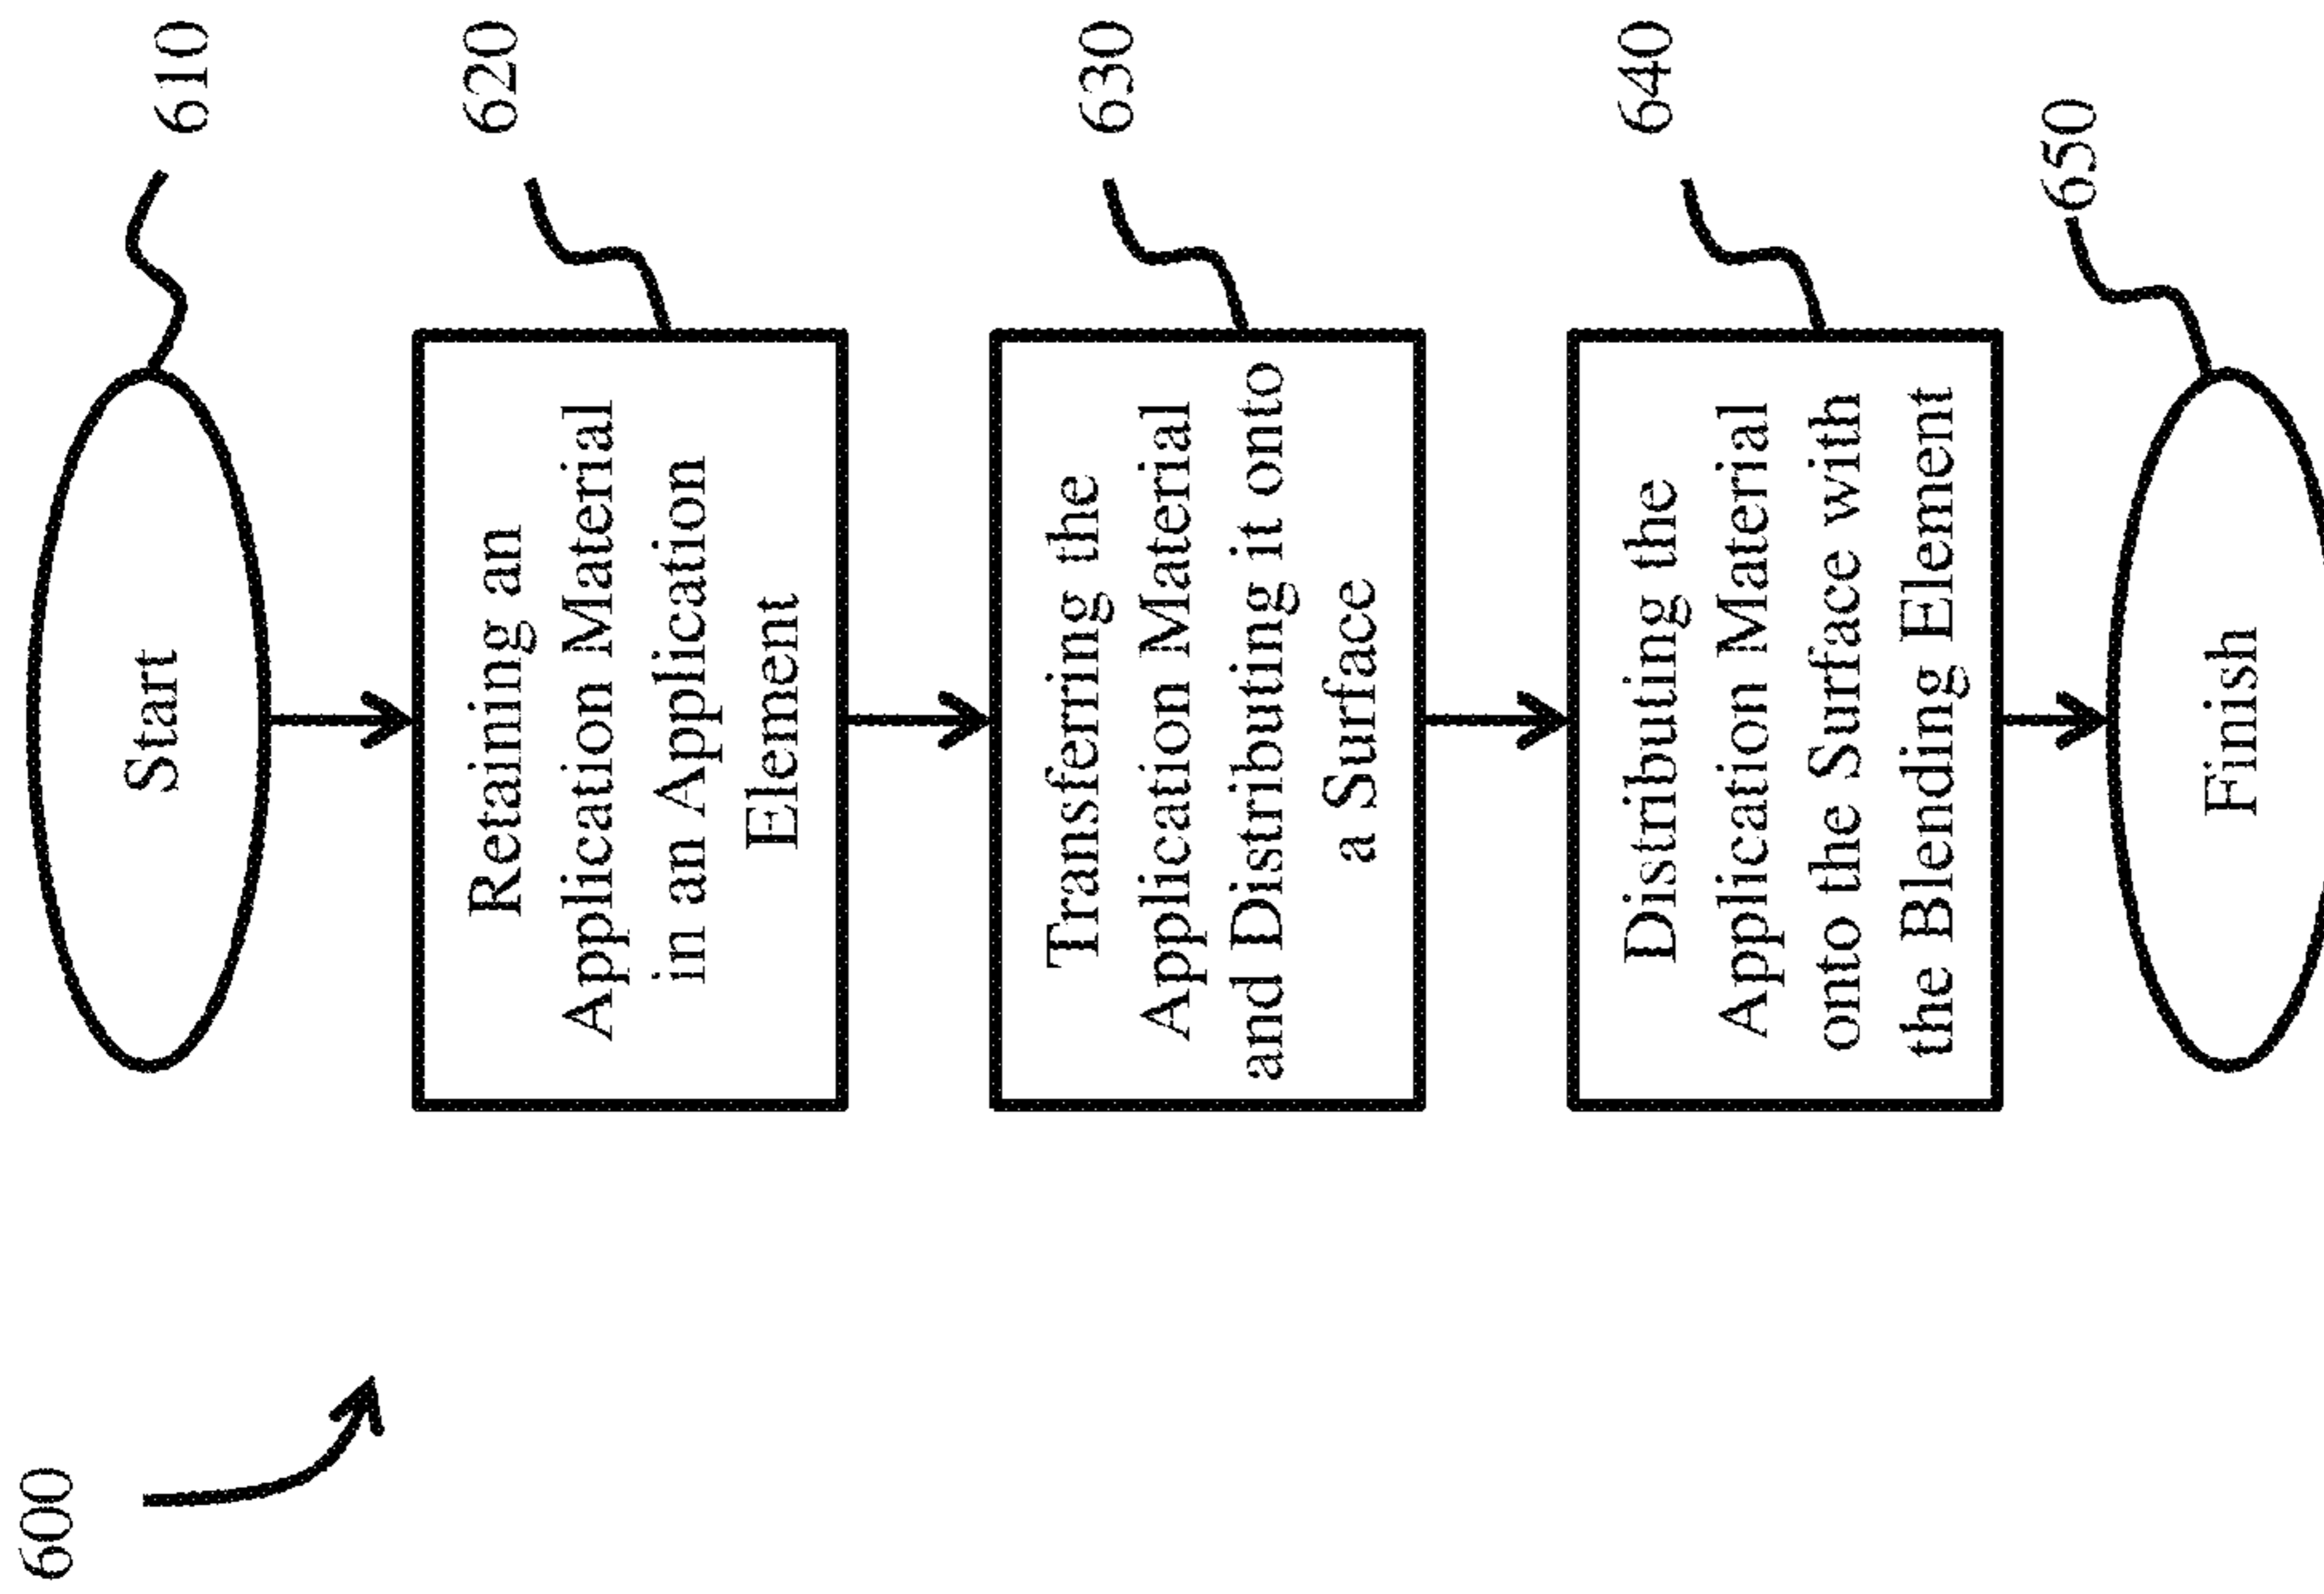 600
Start
610
Retaining an
Application Material
in an Application
Element
620
Transferring the
Application Material
and Distributing it onto
a Surface
630
Distributing the
Application Material
onto the Surface with
the Blending Element
640
Finish
650